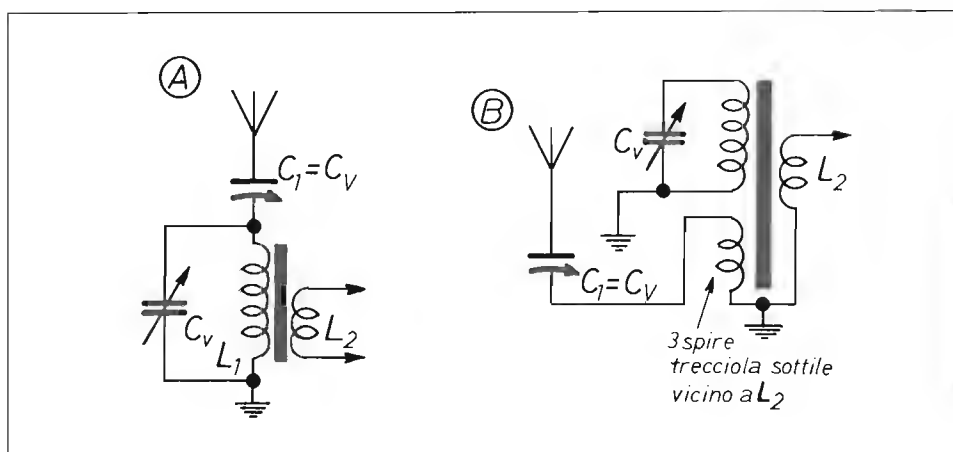 A
C1 = CV
Cv
L1
L2
B
Cv
L2
C1 = CV
3 spire
trecciola sottile
vicino a L2